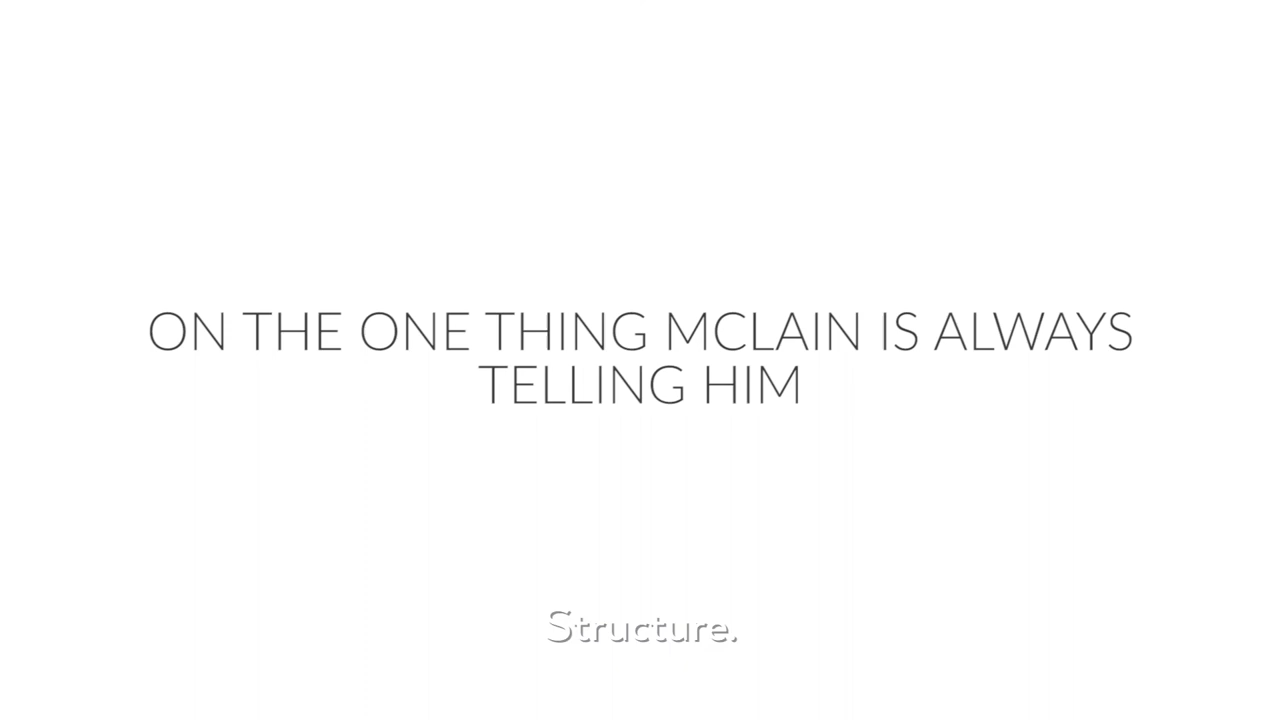 ON THE ONE THING MCLAIN IS ALWAYS
TELLING HIM
Structure.